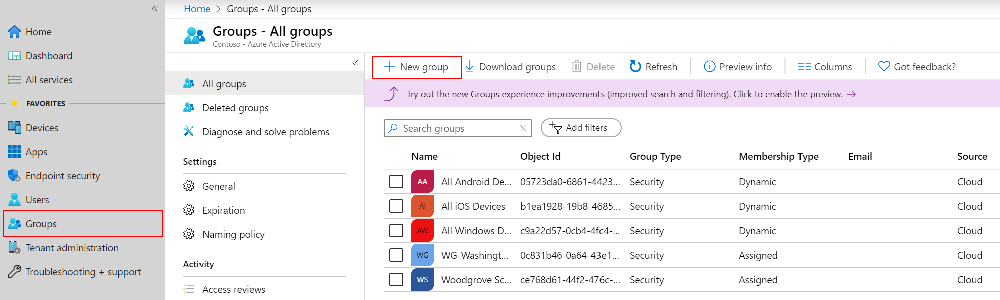 Home
Dashboard
All services
FAVORITES
Devices
Apps
Endpoint security
Users
Groups
Tenant administration
Troubleshooting + support
Home > Groups - All groups
Groups - All groups
Contoso - Azure Active Directory
All groups
Deleted groups
Diagnose and solve problems
Settings
General
Expiration
Naming policy
Activity
Access reviews
New group Download groups Delete Refresh Preview info Columns Got feedback?
Try out the new Groups experience improvements (improved search and filtering). Click to enable the preview. →
Search groups Add filters
Name Object Id Group Type Membership Type Email Source
AA All Android De... 05723da0-6861-4423... Security Dynamic Cloud
AI All iOS Devices b1ea1928-19b8-4685... Security Dynamic Cloud
AW All Windows D... c9a22d57-0cb4-4fc4-... Security Dynamic Cloud
WG WG-Washingt... 0c831b46-0a64-43e1... Security Assigned Cloud
WS Woodgrove Sc... ce768d61-44f2-476c-... Security Assigned Cloud